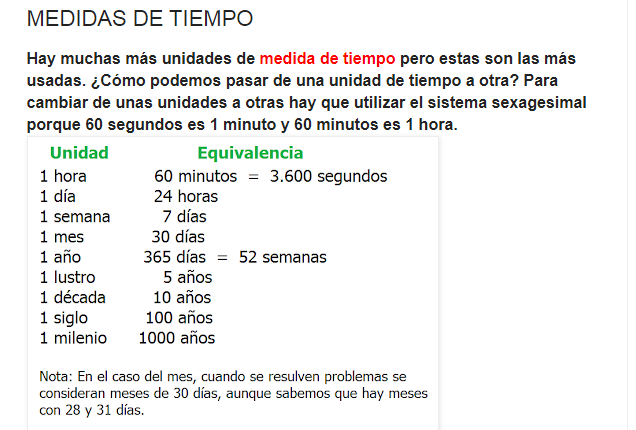 MEDIDAS DE TIEMPO
Hay muchas más unidades de medida de tiempo pero estas son las más
usadas. ¿Cómo podemos pasar de una unidad de tiempo a otra? Para
cambiar de unas unidades a otras hay que utilizar el sistema sexagesimal
porque 60 segundos es 1 minuto y 60 minutos es 1 hora.
Unidad Equivalencia
1 hora 60 minutos = 3.600 segundos
1 día 24 horas
1 semana 7 días
1 mes 30 días
1 año 365 días = 52 semanas
1 lustro 5 años
1 década 10 años
1 siglo 100 años
1 milenio 1000 años
Nota: En el caso del mes, cuando se resulven problemas se
consideran meses de 30 días, aunque sabemos que hay meses
con 28 y 31 días.